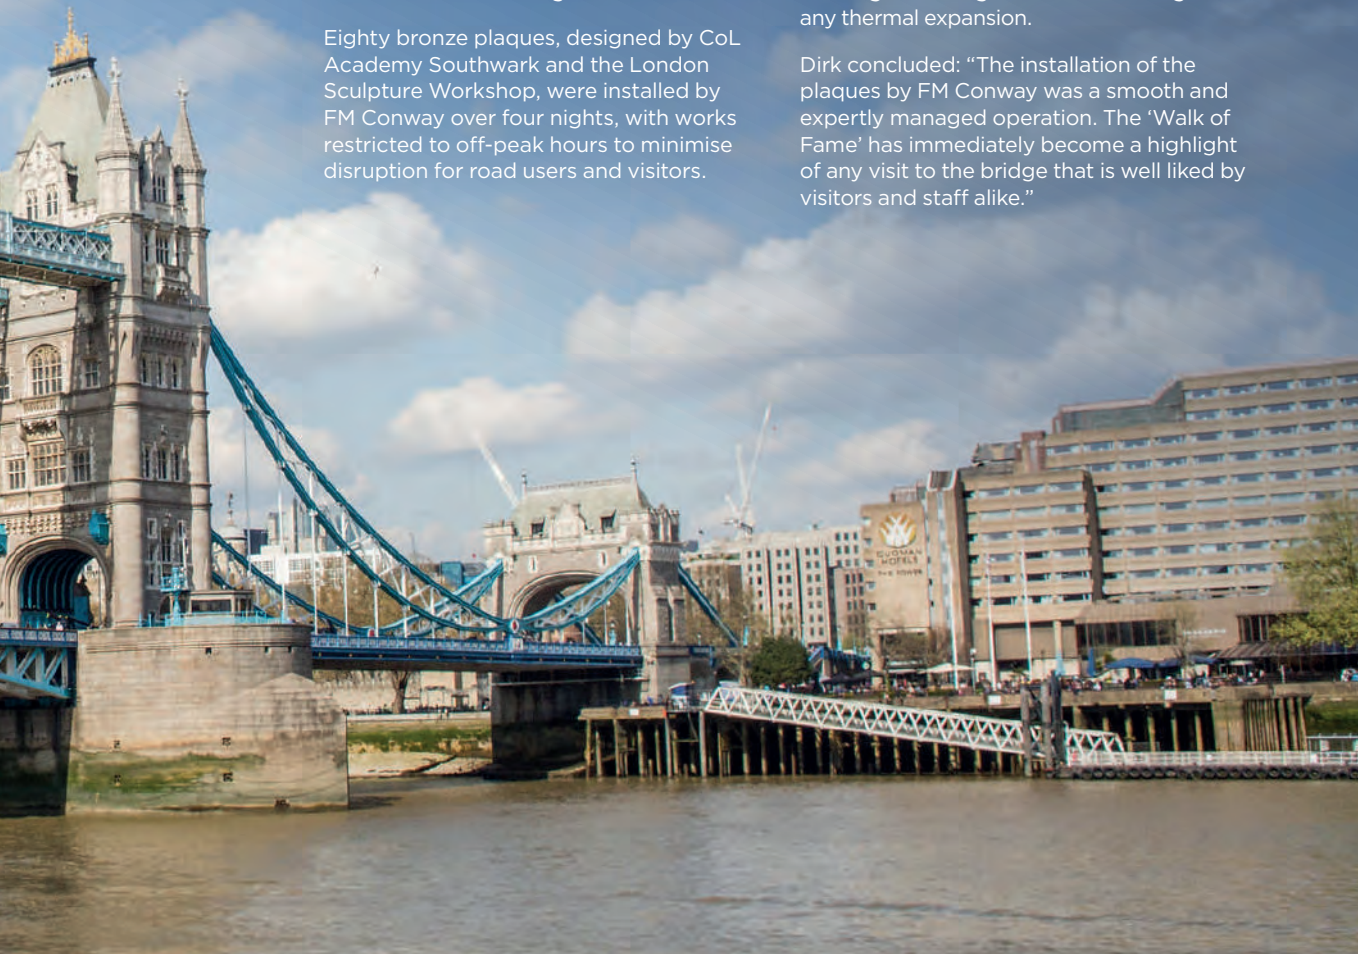 Eighty bronze plaques, designed by CoL
Academy Southwark and the London
Sculpture Workshop, were installed by
FM Conway over four nights, with works
restricted to off-peak hours to minimise
disruption for road users and visitors.
any thermal expansion.
Dirk concluded: “The installation of the
plaques by FM Conway was a smooth and
expertly managed operation. The ‘Walk of
Fame’ has immediately become a highlight
of any visit to the bridge that is well liked by
visitors and staff alike.”
GUOMAN
HOTELS
THE TOWER